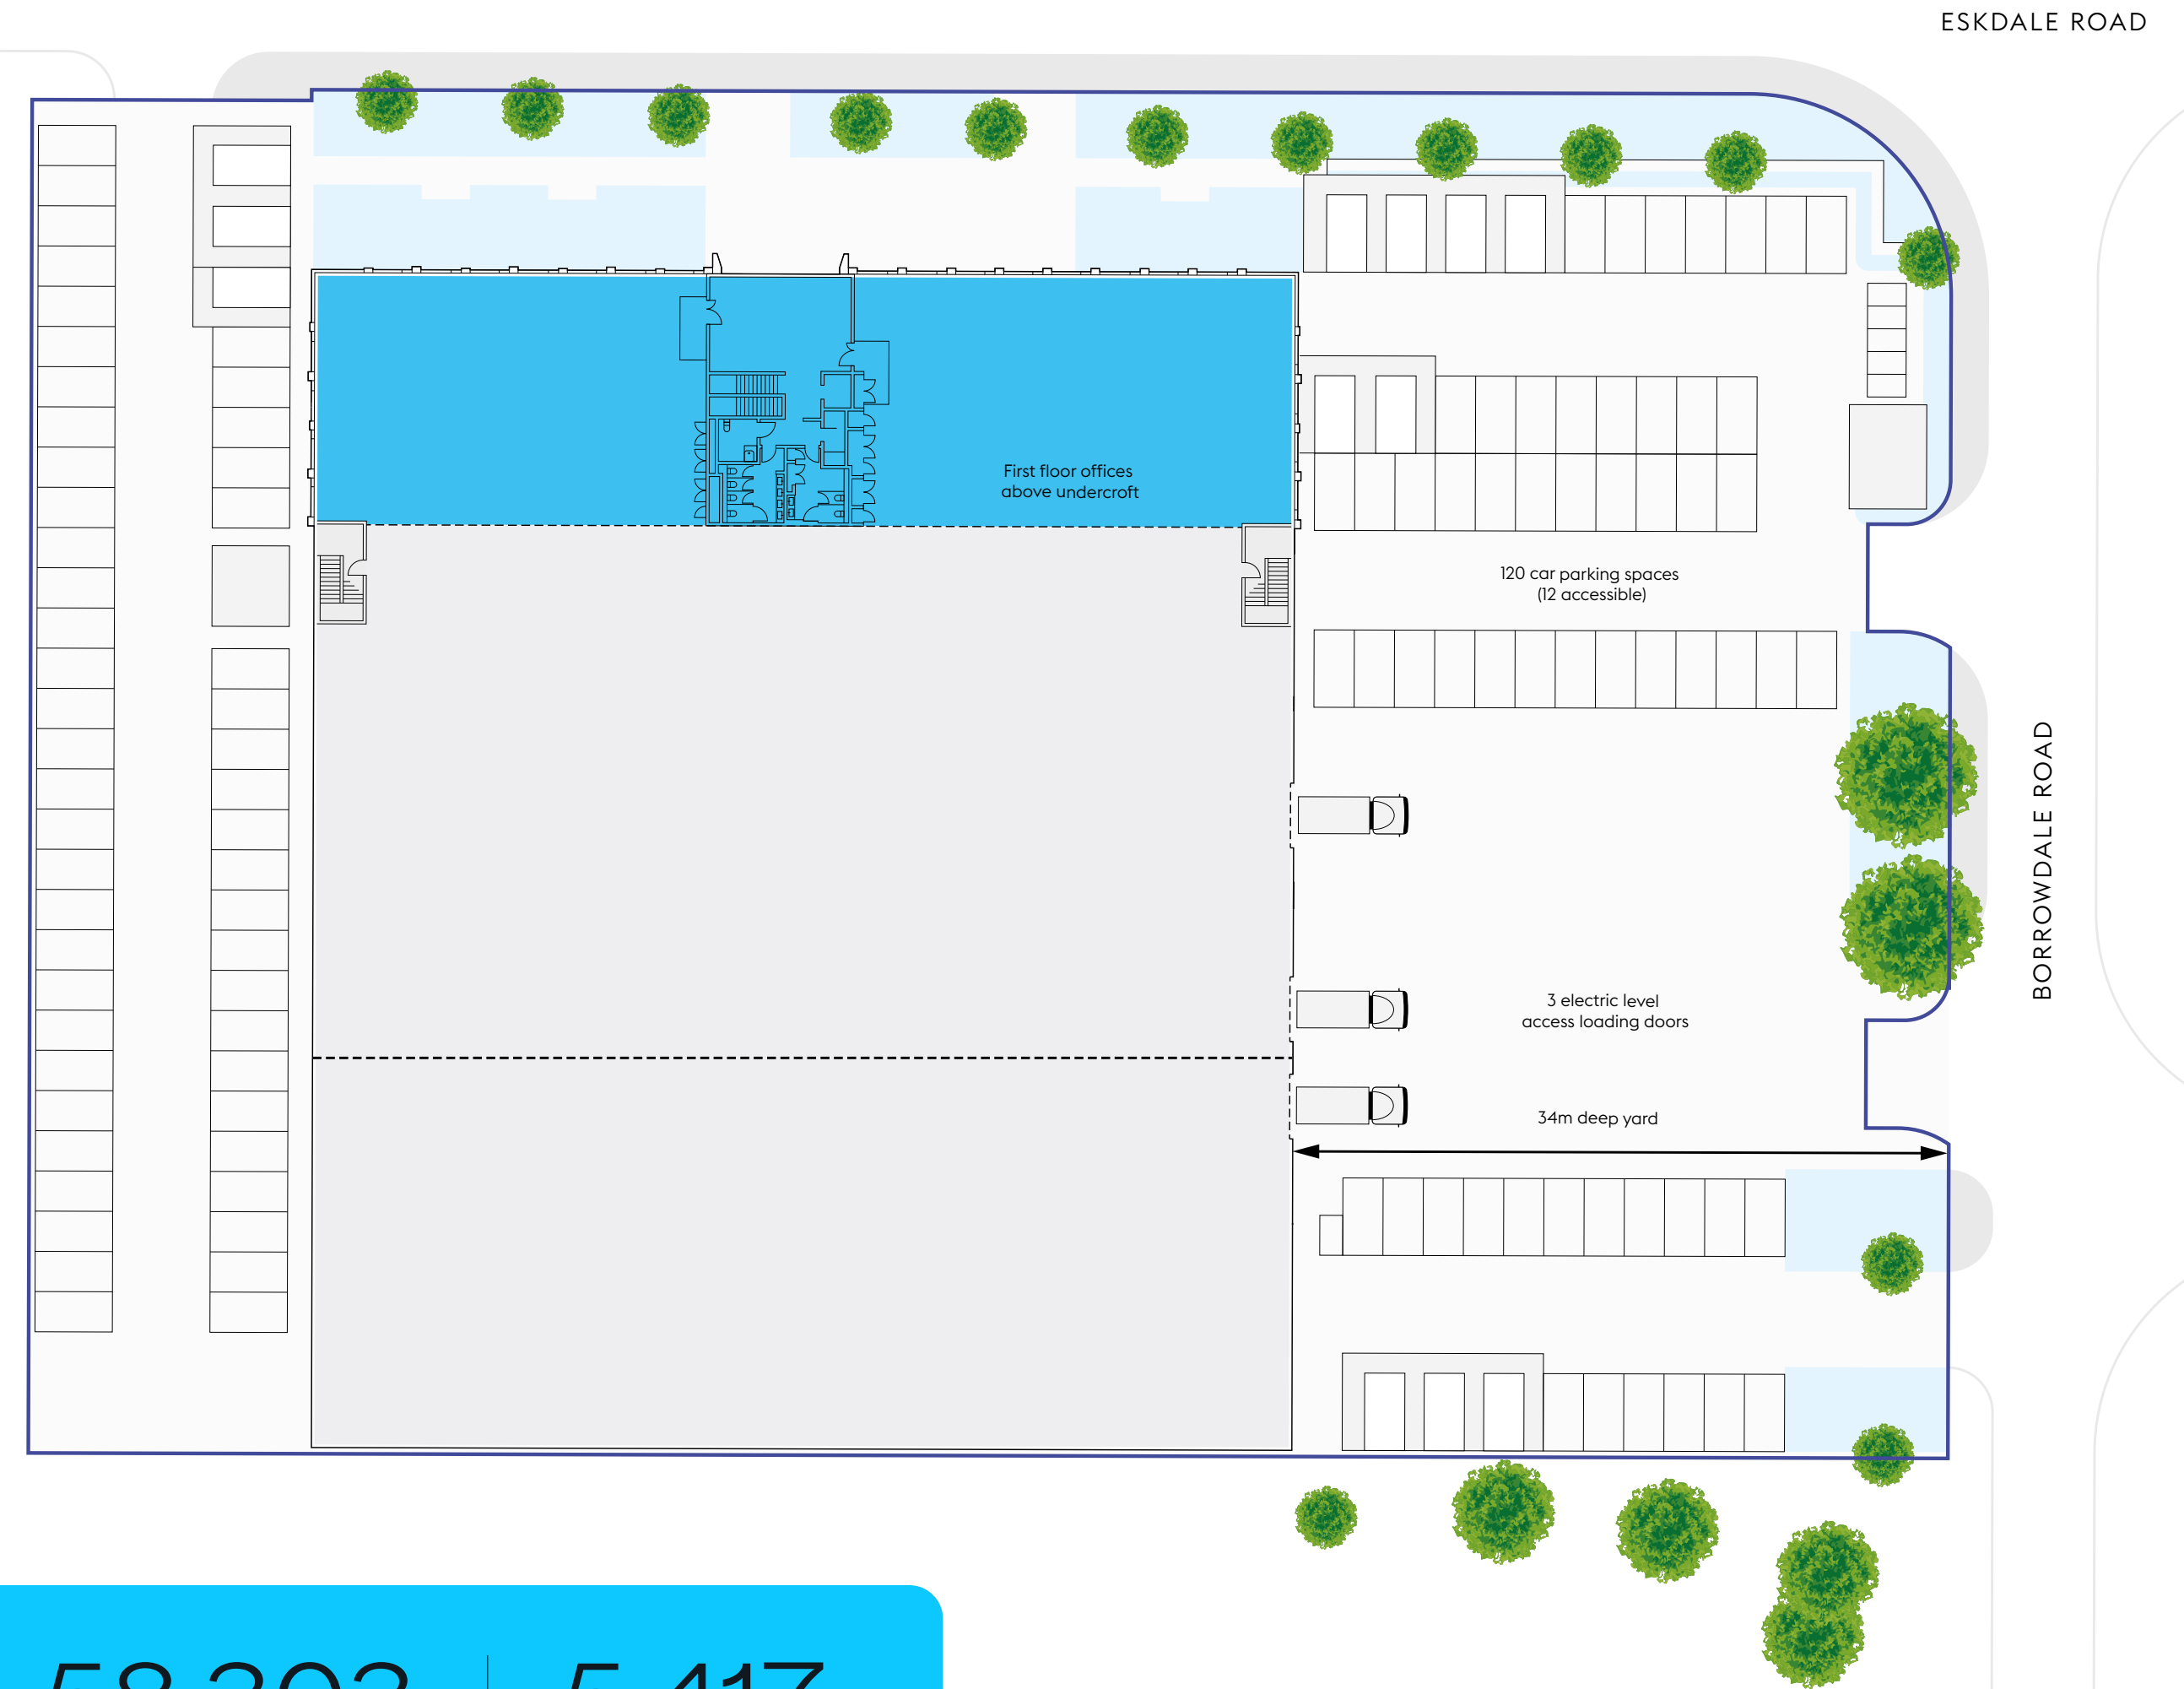 ESKDALE ROAD
First floor offices
above undercroft
120 car parking spaces
(12 accessible)
BORROWDALE ROAD
3 electric level
access loading doors
34m deep yard